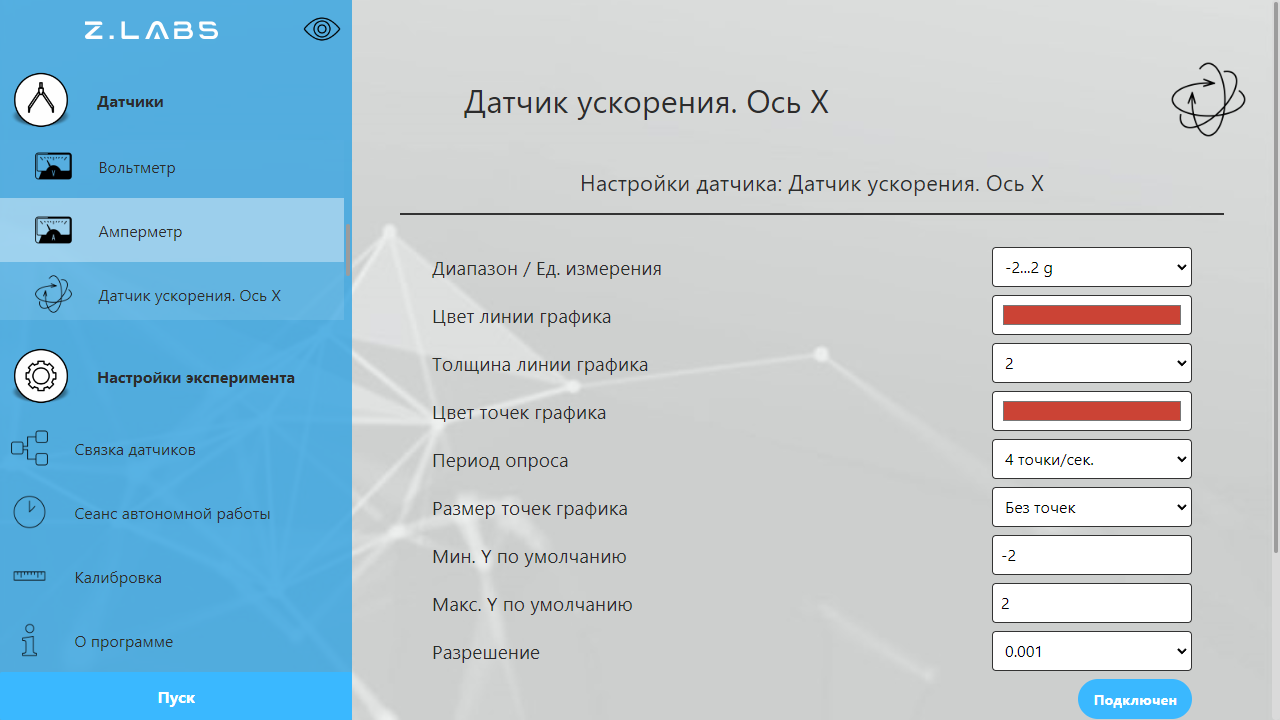 Z.LABS
Датчики
Вольтметр
Амперметр
Датчик ускорения. Ось X
Настройки эксперимента
Связка датчиков
Сеанс автономной работы
Калибровка
О программе
Пуск
Датчик ускорения. Ось X
Настройки датчика: Датчик ускорения. Ось X
Диапазон / Ед. измерения -2...2 g
Цвет линии графика
Толщина линии графика 2
Цвет точек графика
Период опроса 4 точки/сек.
Размер точек графика Без точек
Мин. Y по умолчанию -2
Макс. Y по умолчанию 2
Разрешение 0.001
Подключен